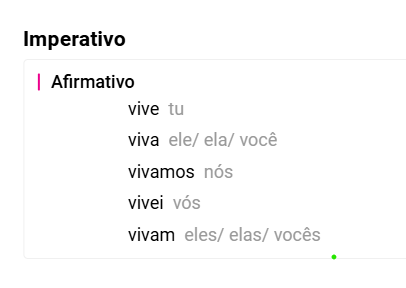 Imperativo
Afirmativo
vive tu
viva ele/ ela/ você
vivamos nós
vivei vós
vivam eles/ elas/ vocês